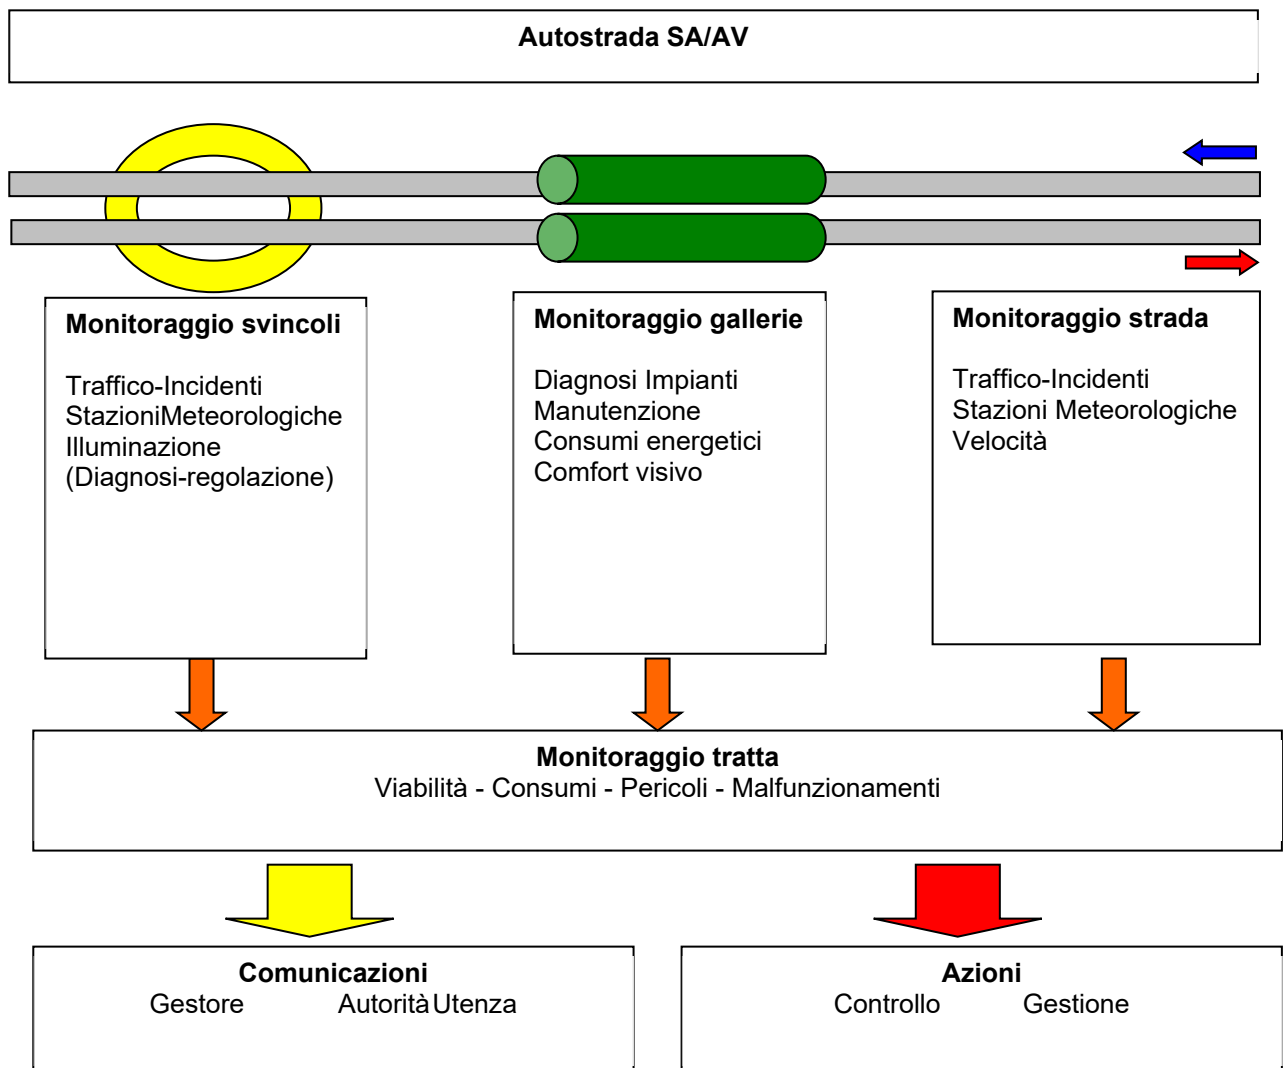 Autostrada SA/AV
Monitoraggio svincoli
Traffico-Incidenti
StazioniMeteorologiche
Illuminazione
(Diagnosi-regolazione)
Monitoraggio gallerie
Diagnosi Impianti
Manutenzione
Consumi energetici
Comfort visivo
Monitoraggio strada
Traffico-Incidenti
Stazioni Meteorologiche
Velocità
Monitoraggio tratta
Viabilità - Consumi - Pericoli - Malfunzionamenti
Comunicazioni
Gestore Autorità Utenza
Azioni
Controllo Gestione